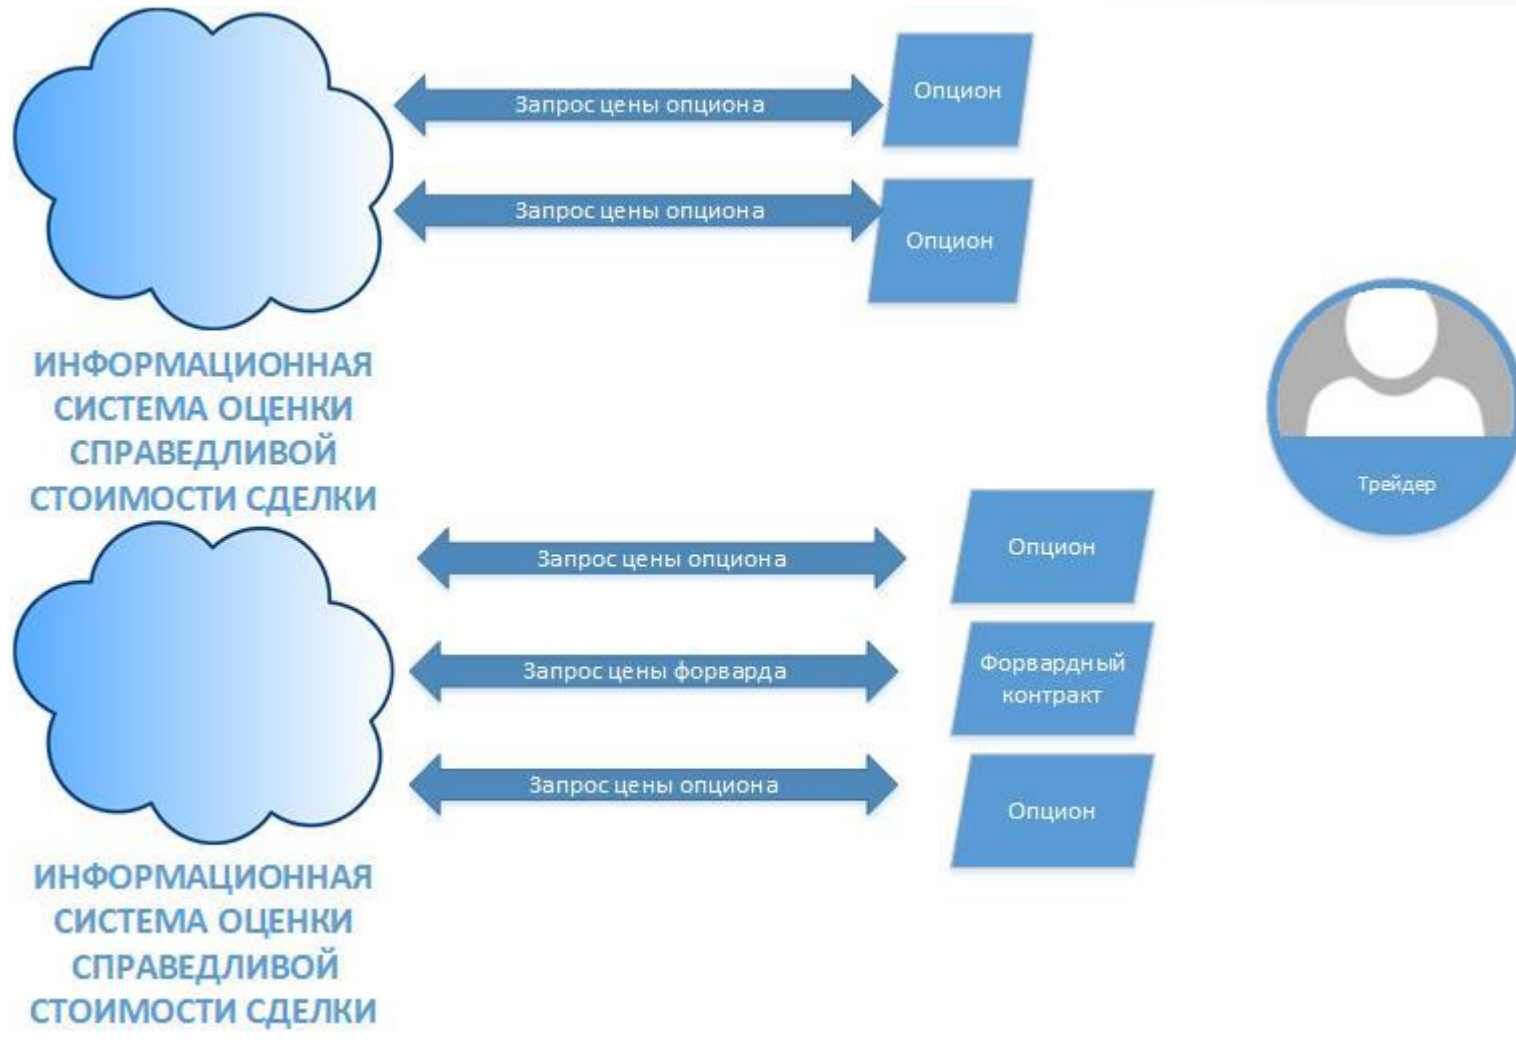 Запрос цены опциона
Опцион
Запрос цены опциона
Опцион
ИНФОРМАЦИОННАЯ
СИСТЕМА ОЦЕНКИ
СПРАВЕДЛИВОЙ
СТОИМОСТИ СДЕЛКИ
Трейдер
Запрос цены опциона
Опцион
Запрос цены форварда
Форвардный
контракт
Запрос цены опциона
Опцион
ИНФОРМАЦИОННАЯ
СИСТЕМА ОЦЕНКИ
СПРАВЕДЛИВОЙ
СТОИМОСТИ СДЕЛКИ